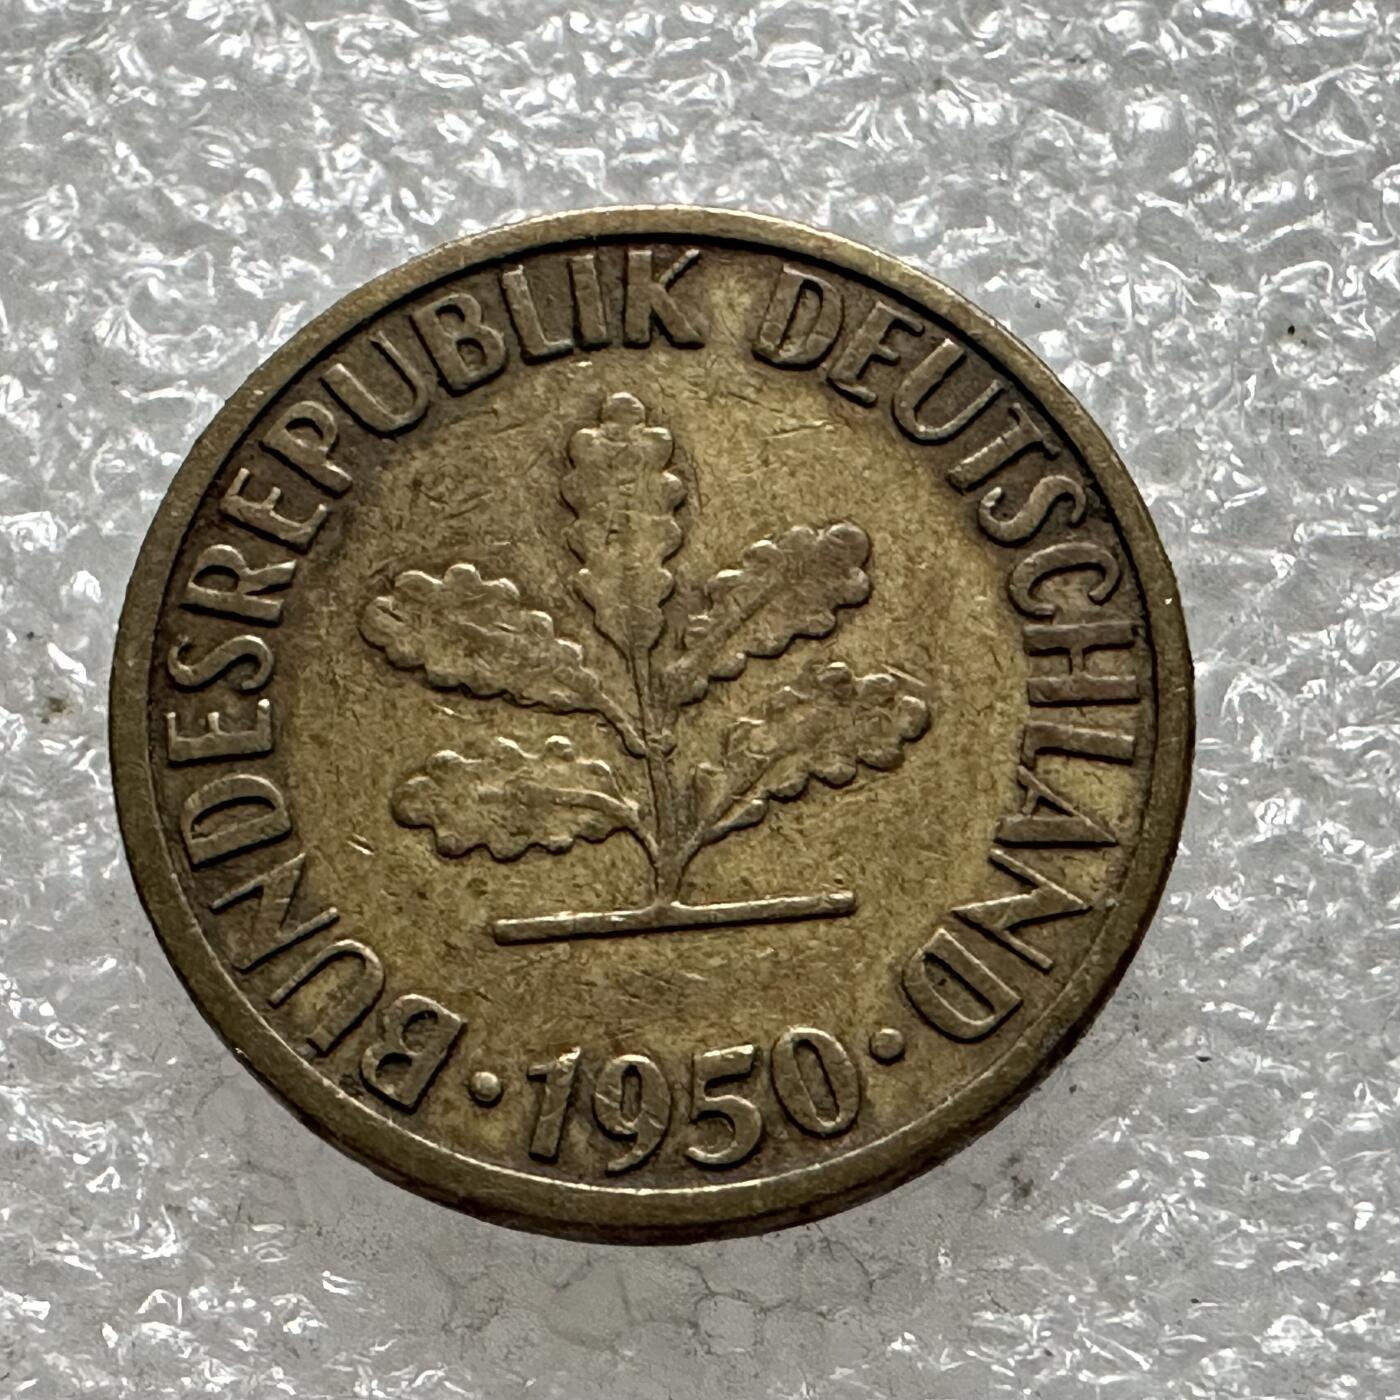 BUNDESREPUBLIK DEUTSCHLAND
· 1950 ·